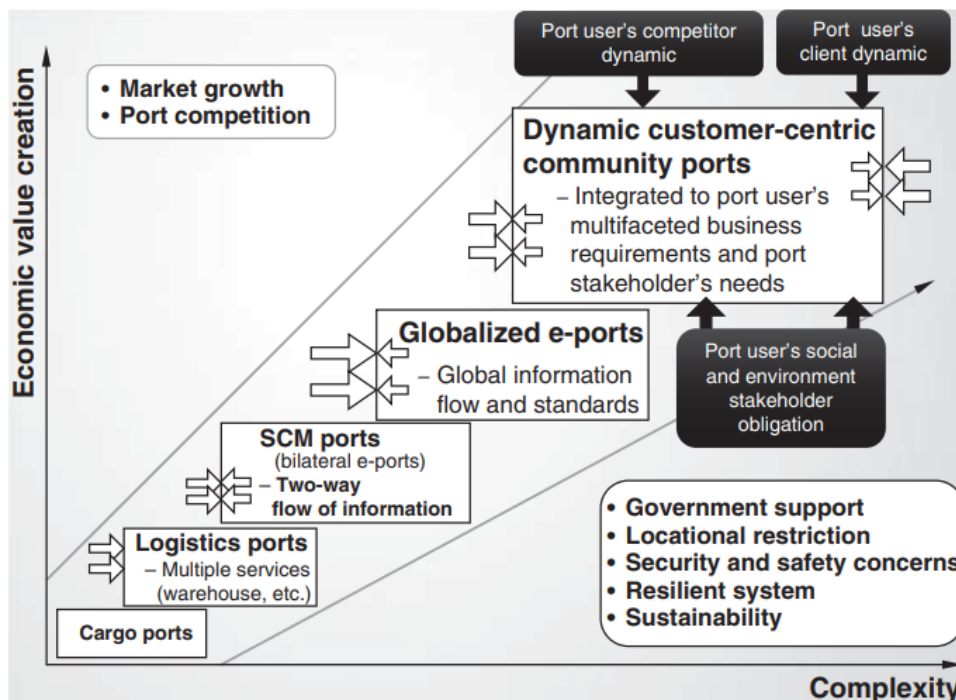 Port user's competitor
dynamic
Port user's
client dynamic
• Market growth
• Port competition
Economic value creation
Dynamic customer-centric
community ports
– Integrated to port user's
multifaceted business
requirements and port
stakeholder's needs
Globalized e-ports
– Global information
flow and standards
Port user's social
and environment
stakeholder
obligation
SCM ports
(bilateral e-ports)
– Two-way
flow of information
Logistics ports
– Multiple services
(warehouse, etc.)
Cargo ports
• Government support
• Locational restriction
• Security and safety concerns
• Resilient system
• Sustainability
Complexity